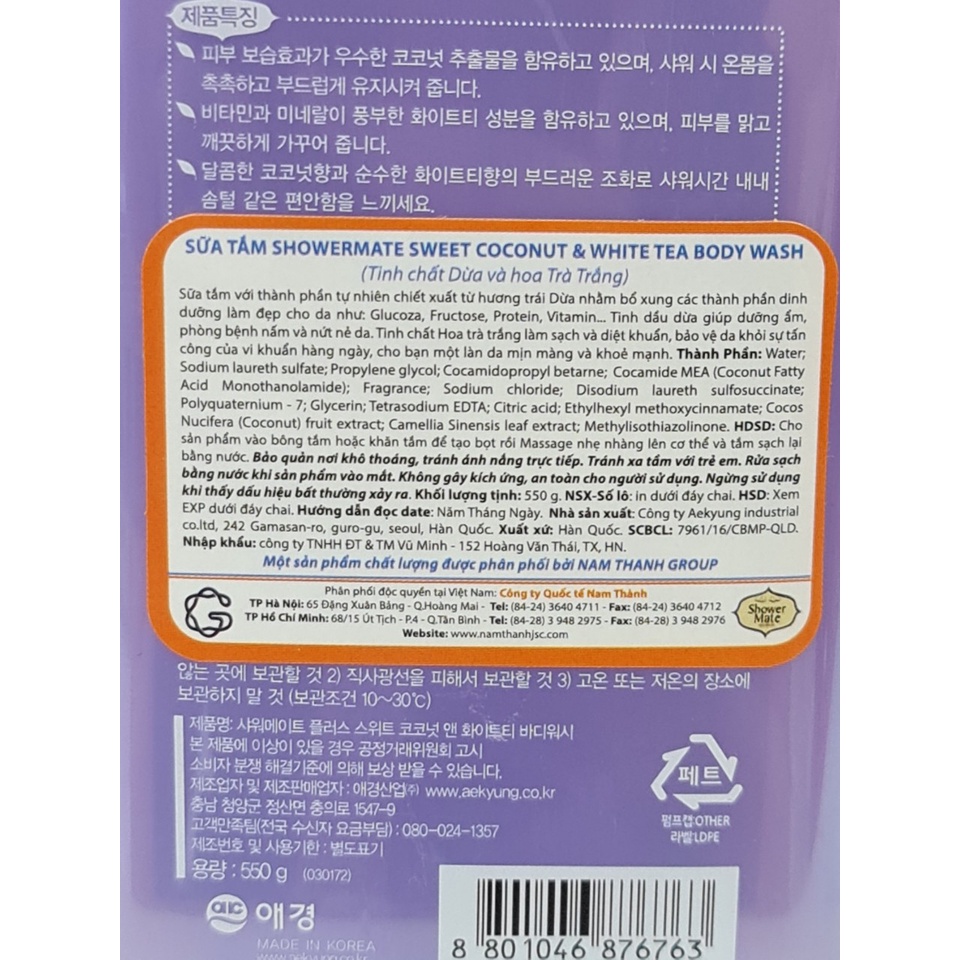 제품특징
피부 보습효과가 우수한 코코넛 추출물을 함유하고 있으며, 샤워 시 온몸을
촉촉하고 부드럽게 유지시켜 줍니다.
비타민과 미네랄이 풍부한 화이트티 성분을 함유하고 있으며, 피부를 맑고
깨끗하게 가꾸어 줍니다.
달콤한 코코넛향과 순수한 화이트티향의 부드러운 조화로 샤워시간 내내
솜털 같은 편안함을 느끼세요.
SỮA TẮM SHOWERMATE SWEET COCONUT & WHITE TEA BODY WASH
(Tinh chất Dừa và hoa Trà Trắng)
Sữa tắm với thành phần tự nhiên chiết xuất từ hương trái Dừa nhằm bổ xung các thành phần dinh
dưỡng làm đẹp cho da như: Glucoza, Fructose, Protein, Vitamin... Tinh dầu dừa giúp dưỡng ẩm,
phòng bệnh nấm và nứt nẻ da. Tinh chất Hoa trà trắng làm sạch và diệt khuẩn, bảo vệ da khỏi sự tấn
công của vi khuẩn hàng ngày, cho bạn một làn da mịn màng và khoẻ mạnh. Thành Phần: Water;
Sodium laureth sulfate; Propylene glycol; Cocamidopropyl betarne; Cocamide MEA (Coconut Fatty
Acid Monothanolamide); Fragrance; Sodium chloride; Disodium laureth sulfosuccinate;
Polyquaternium - 7; Glycerin; Tetrasodium EDTA; Citric acid; Ethylhexyl methoxycinnamate; Cocos
Nucifera (Coconut) fruit extract; Camellia Sinensis leaf extract; Methylisothiazolinone. HDSD: Cho
sản phẩm vào bông tắm hoặc khăn tắm để tạo bọt rồi Massage nhẹ nhàng lên cơ thể và tắm sạch lại
bằng nước. Bảo quản nơi khô thoáng, tránh ánh nắng trực tiếp. Tránh xa tầm với trẻ em. Rửa sạch
bằng nước khi sản phẩm vào mắt. Không gây kích ứng, an toàn cho người sử dụng. Ngừng sử dụng
khi thấy dấu hiệu bất thường xảy ra. Khối lượng tịnh: 550 g. NSX-Số lô: in dưới đáy chai. HSD: Xem
EXP dưới đáy chai. Hướng dẫn đọc date: Năm Tháng Ngày. Nhà sản xuất: Công ty Aekyung industrial
co.ltd, 242 Gamasan-ro, guro-gu, seoul, Hàn Quốc. Xuất xứ: Hàn Quốc. SCBCL: 7961/16/CBMP-QLD.
Nhập khẩu: công ty TNHH ĐT & TM Vũ Minh - 152 Hoàng Văn Thái, TX, HN.
Một sản phẩm chất lượng được phân phối bởi NAM THANH GROUP
Phân phối độc quyền tại Việt Nam: Công ty Quốc tế Nam Thành
TP Hà Nội: 65 Đặng Xuân Bảng - Q.Hoàng Mai - Tel: (84-24) 3640 4711 - Fax: (84-24) 3640 4712
TP Hồ Chí Minh: 68/15 Út Tịch - P.4 - Q.Tân Bình - Tel: (84-28) 3 948 2975 - Fax: (84-28) 3 948 2976
Website: www.namthanhjsc.com
Shower
Mate
않는 곳에 보관할 것 2) 직사광선을 피해서 보관할 것 3) 고온 또는 저온의 장소에
보관하지 말 것 (보관조건 10~30℃)
제품명: 샤워메이트 플러스 스위트 코코넛 앤 화이트티 바디워시
본 제품에 이상이 있을 경우 공정거래위원회 고시
소비자 분쟁 해결기준에 의해 보상 받을 수 있습니다.
제조업자 및 제조판매업자 : 애경산업㈜ www.aekyung.co.kr
충남 청양군 정산면 충의로 1547-9
고객만족팀(전국 수신자 요금부담) : 080-024-1357
제조번호 및 사용기한 : 별도표기
용량 : 550 g (030172)
페트
펌프캡:OTHER
라벨:LDPE
애경
MADE IN KOREA
www.aekyung.co.kr
8 801046 876763